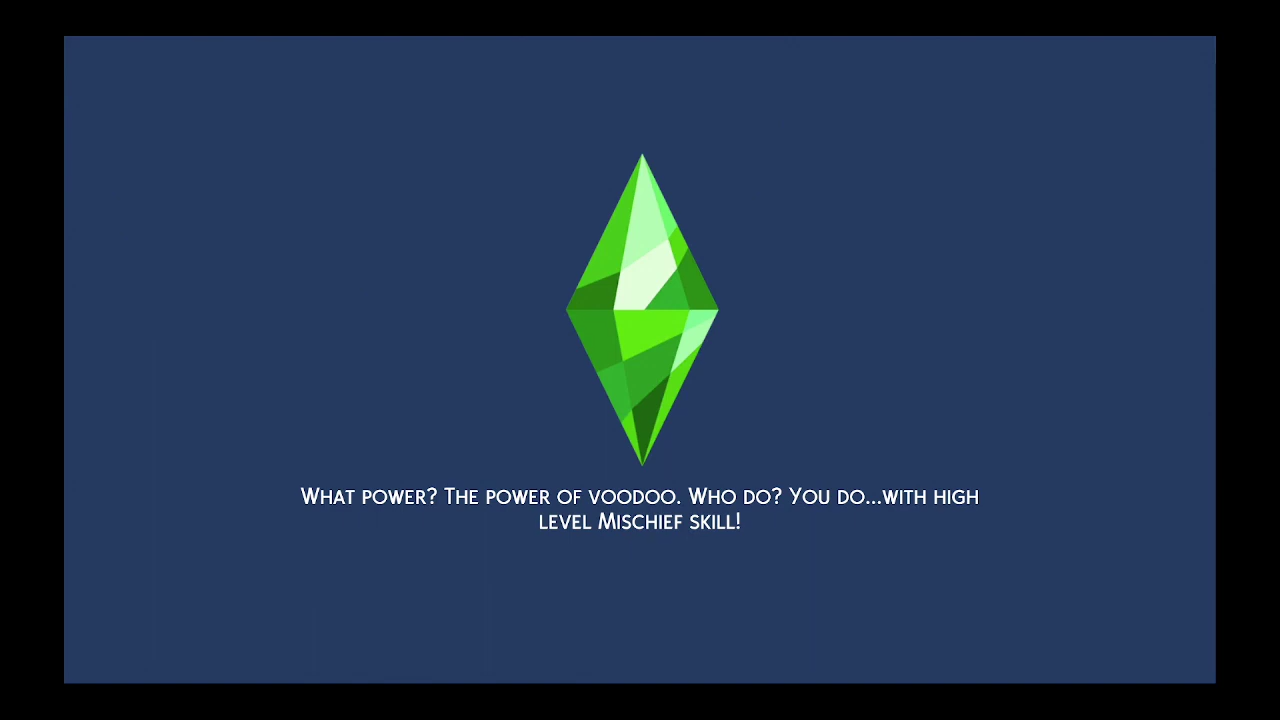 What power? The power of voodoo. Who do? You do...with high
level Mischief skill!